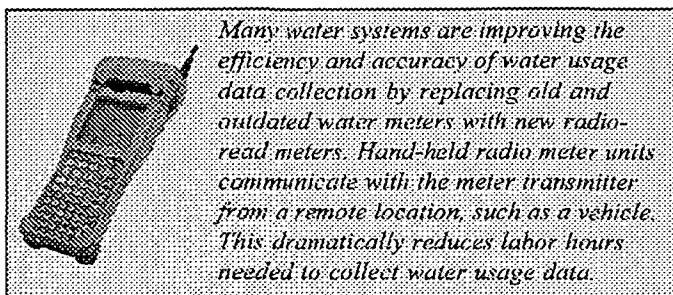 Many water systems are improving the
efficiency and accuracy of water usage
data collection by replacing old and
outdated water meters with new radio-
read meters. Hand-held radio meter units
communicate with the meter transmitter
from a remote location, such as a vehicle.
This dramatically reduces labor hours
needed to collect water usage data.